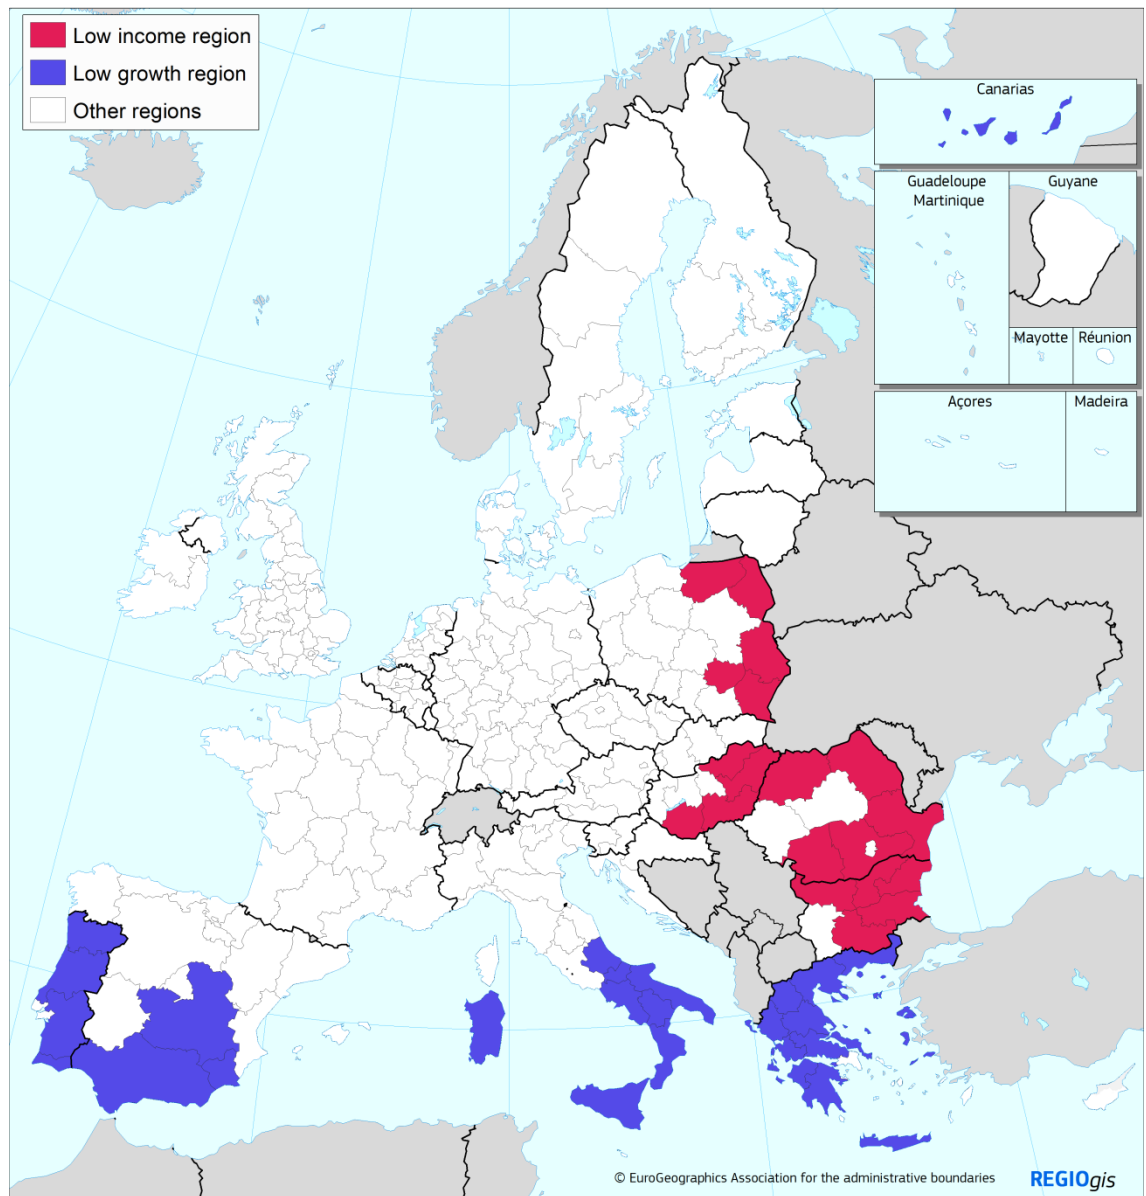 Low income region
Low growth region
Other regions
Canarias
Guadeloupe
Martinique
Guyane
Mayotte
Réunion
Açores
Madeira
© EuroGeographics Association for the administrative boundaries
REGIOgis